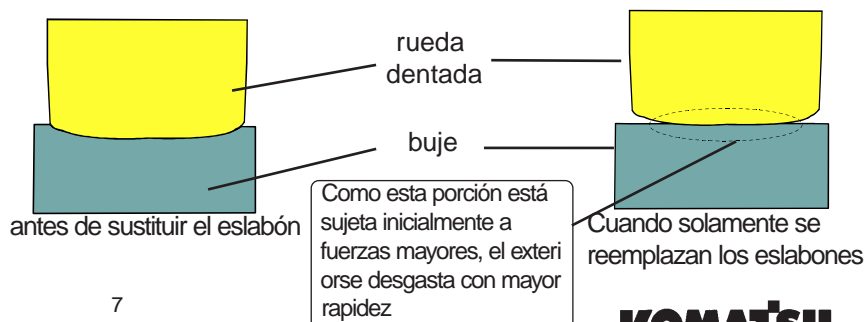 rueda
dentada
buje
antes de sustituir el eslabón
Como esta porción está
sujeta inicialmente a
fuerzas mayores, el exteri
orse desgasta con mayor
rapidez
Cuando solamente se
reemplazan los eslabones
7
KOMATSU